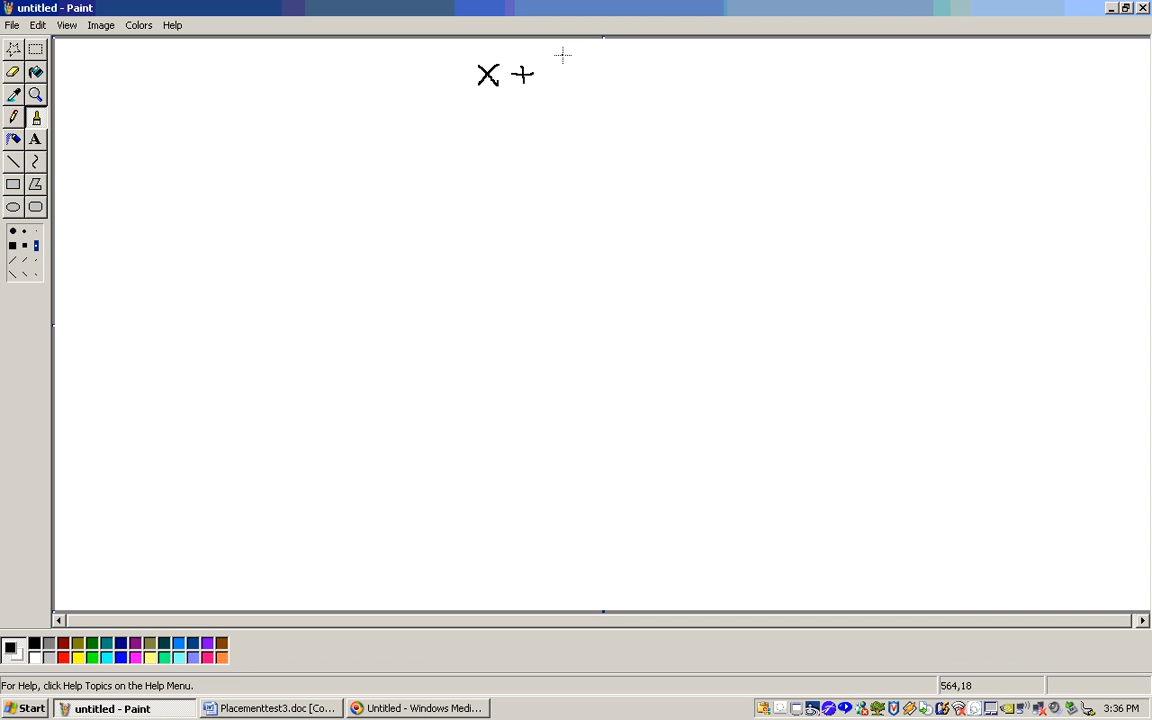 untitled - Paint
File Edit View Image Colors Help
X +
For Help, click Help Topics on the Help Menu.
564,18
Start untitled - Paint Placementtest3.doc [Co... Untitled - Windows Medi... 3:36 PM